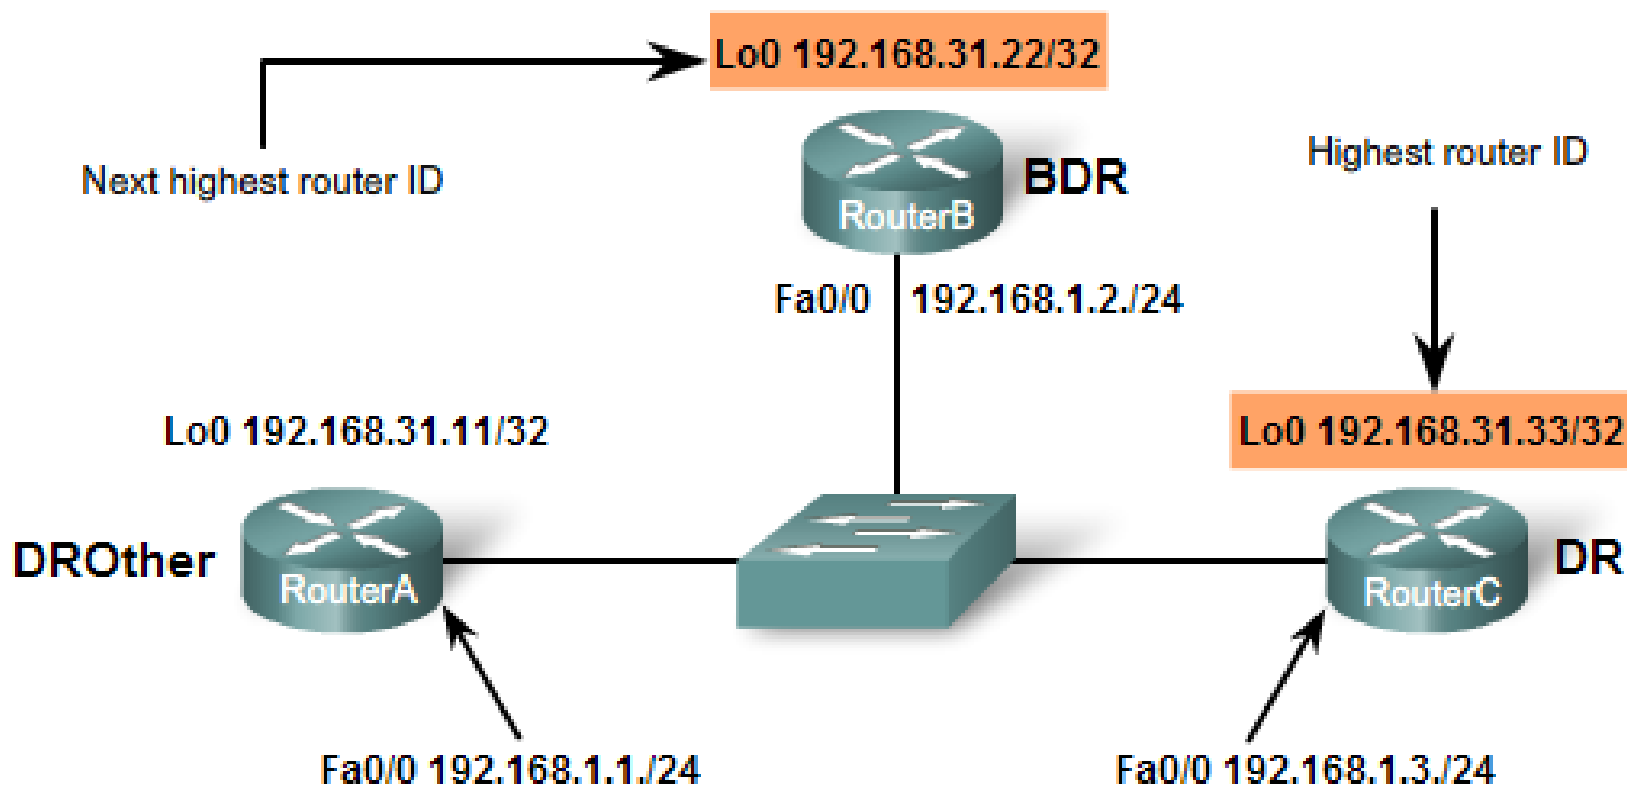 Lo0 192.168.31.22/32
Next highest router ID
Highest router ID
BDR
RouterB
Fa0/0 192.168.1.2./24
Lo0 192.168.31.11/32
Lo0 192.168.31.33/32
DROther
RouterA
RouterC
DR
Fa0/0 192.168.1.1./24
Fa0/0 192.168.1.3./24